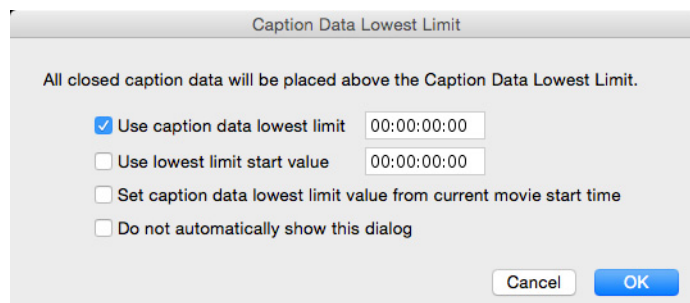 Caption Data Lowest Limit
All closed caption data will be placed above the Caption Data Lowest Limit.
Use caption data lowest limit 00:00:00:00
Use lowest limit start value 00:00:00:00
Set caption data lowest limit value from current movie start time
Do not automatically show this dialog
Cancel OK